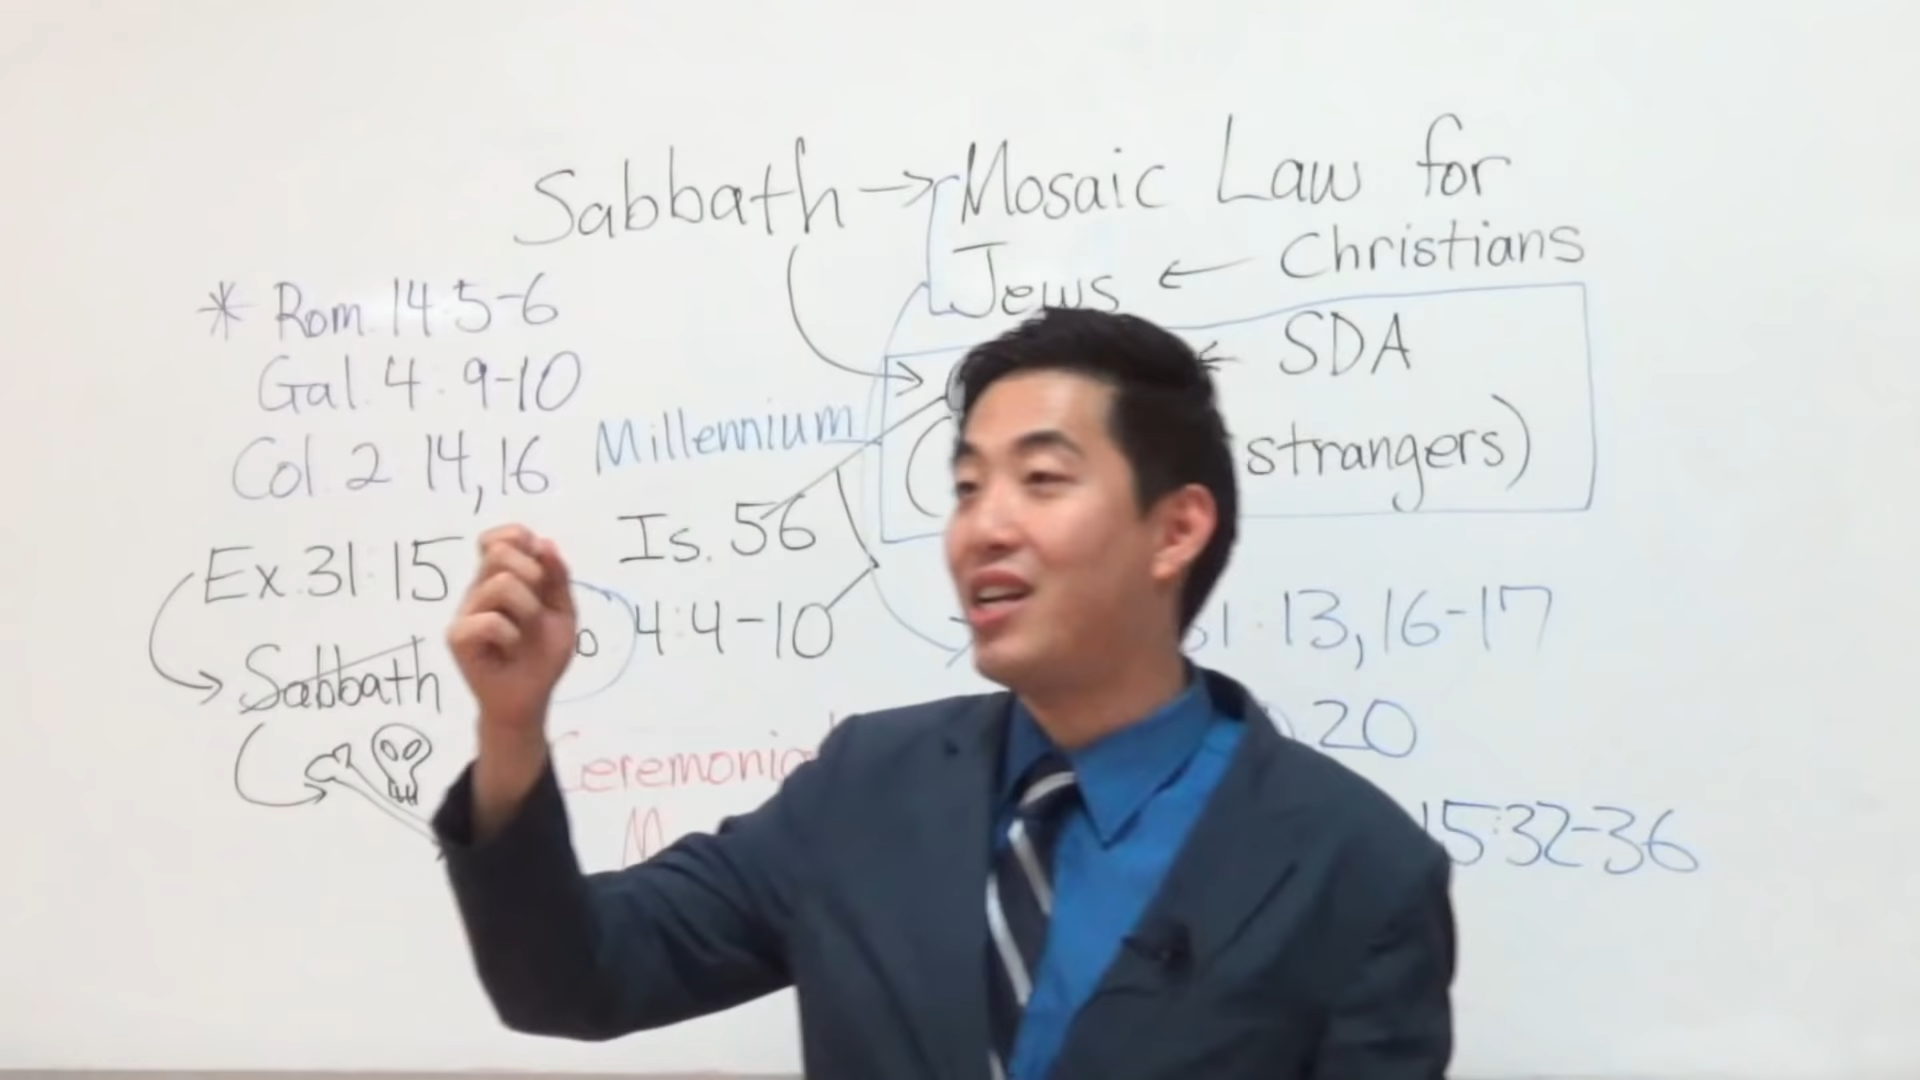 Sabbath → Mosaic Law for
Jews ← Christians
← SDA
( strangers)
* Rom. 14:5-6
Gal. 4:9-10
Col. 2 14,16
Millennium
Ex. 31:15
Is. 56
4:4-10
Sabbath
13, 16-17
20
Ceremonial
15:32-36